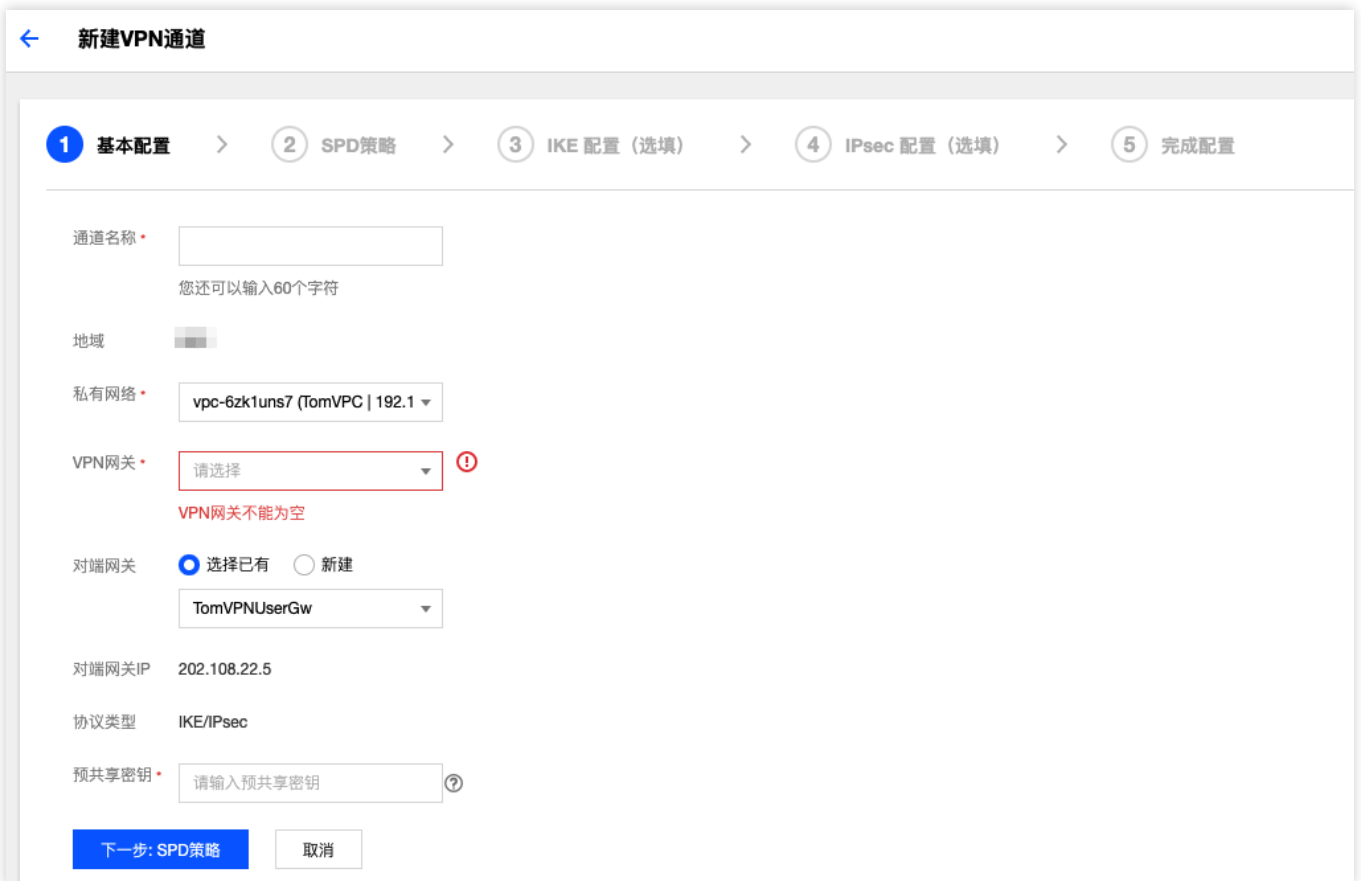 新建VPN通道
1 基本配置 > 2 SPD策略 > 3 IKE 配置（选填） > 4 IPsec 配置（选填） > 5 完成配置
通道名称 *
您还可以输入60个字符
地域
私有网络 * vpc-6zk1uns7 (TomVPC | 192.1
VPN网关 * 请选择
VPN网关不能为空
对端网关 选择已有 新建
TomVPNUserGw
对端网关IP 202.108.22.5
协议类型 IKE/IPsec
预共享密钥 * 请输入预共享密钥
下一步: SPD策略 取消